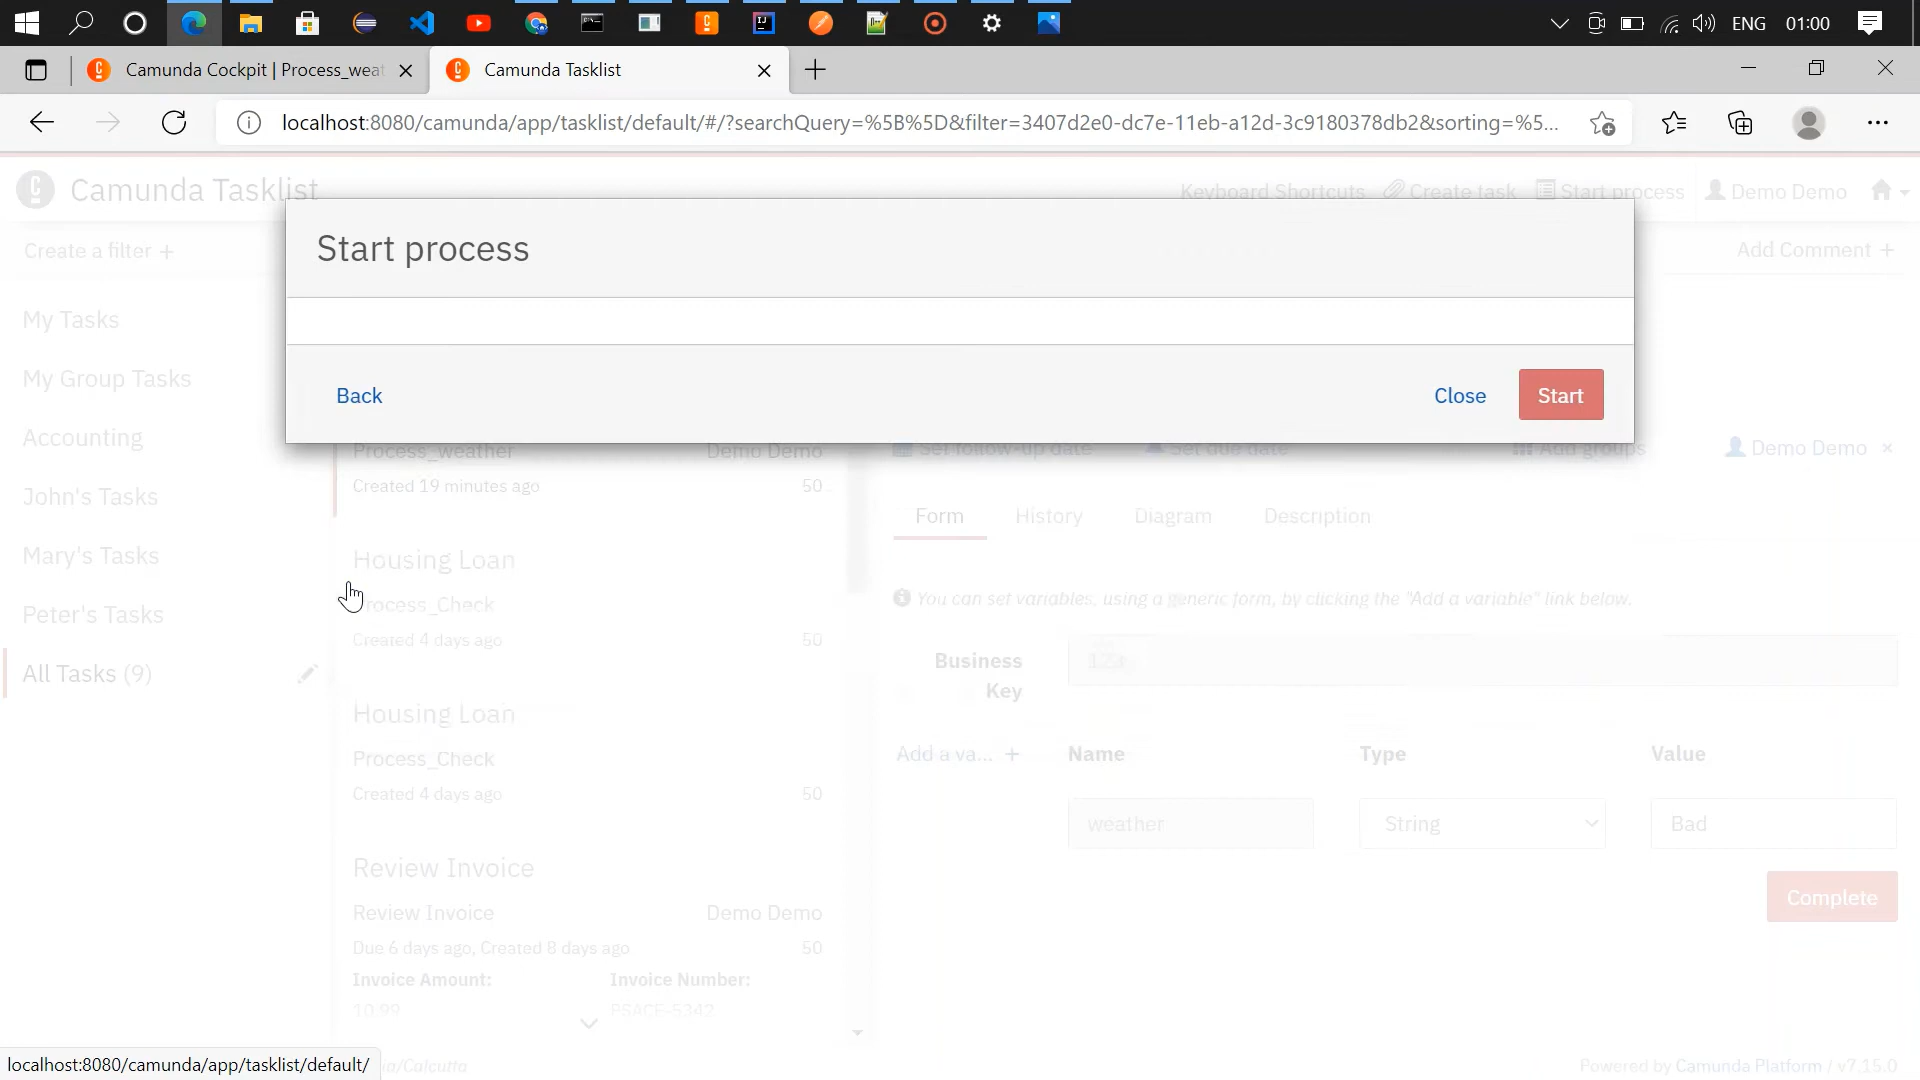 ENG 01:00
Camunda Cockpit | Process_weat
Camunda Tasklist
localhost:8080/camunda/app/tasklist/default/#/?searchQuery=%5B%5D&filter=3407d2e0-dc7e-11eb-a12d-3c9180378db2&sorting=%5...
Camunda Tasklist
Keyboard Shortcuts Create task Start process Demo Demo
Create a filter +
Add Comment +
Start process
Back
Close
Start
My Tasks
My Group Tasks
Accounting
John's Tasks
Mary's Tasks
Peter's Tasks
All Tasks (9)
Process_weather Demo Demo
Created 19 minutes ago 50
Housing Loan
Process_Check
Created 4 days ago 50
Housing Loan
Process_Check
Created 4 days ago 50
Review Invoice
Review Invoice Demo Demo
Due 6 days ago, Created 8 days ago 50
Invoice Amount: Invoice Number:
10.99 PSACE-5342
Set follow-up date Set due date Add groups Demo Demo ×
Form History Diagram Description
You can set variables, using a generic form, by clicking the "Add a variable" link below.
Business Key
123
Add a va... + Name Type Value
weather String Bad
Complete
localhost:8080/camunda/app/tasklist/default/
ia/Calcutta
Powered by Camunda Platform / v7.15.0